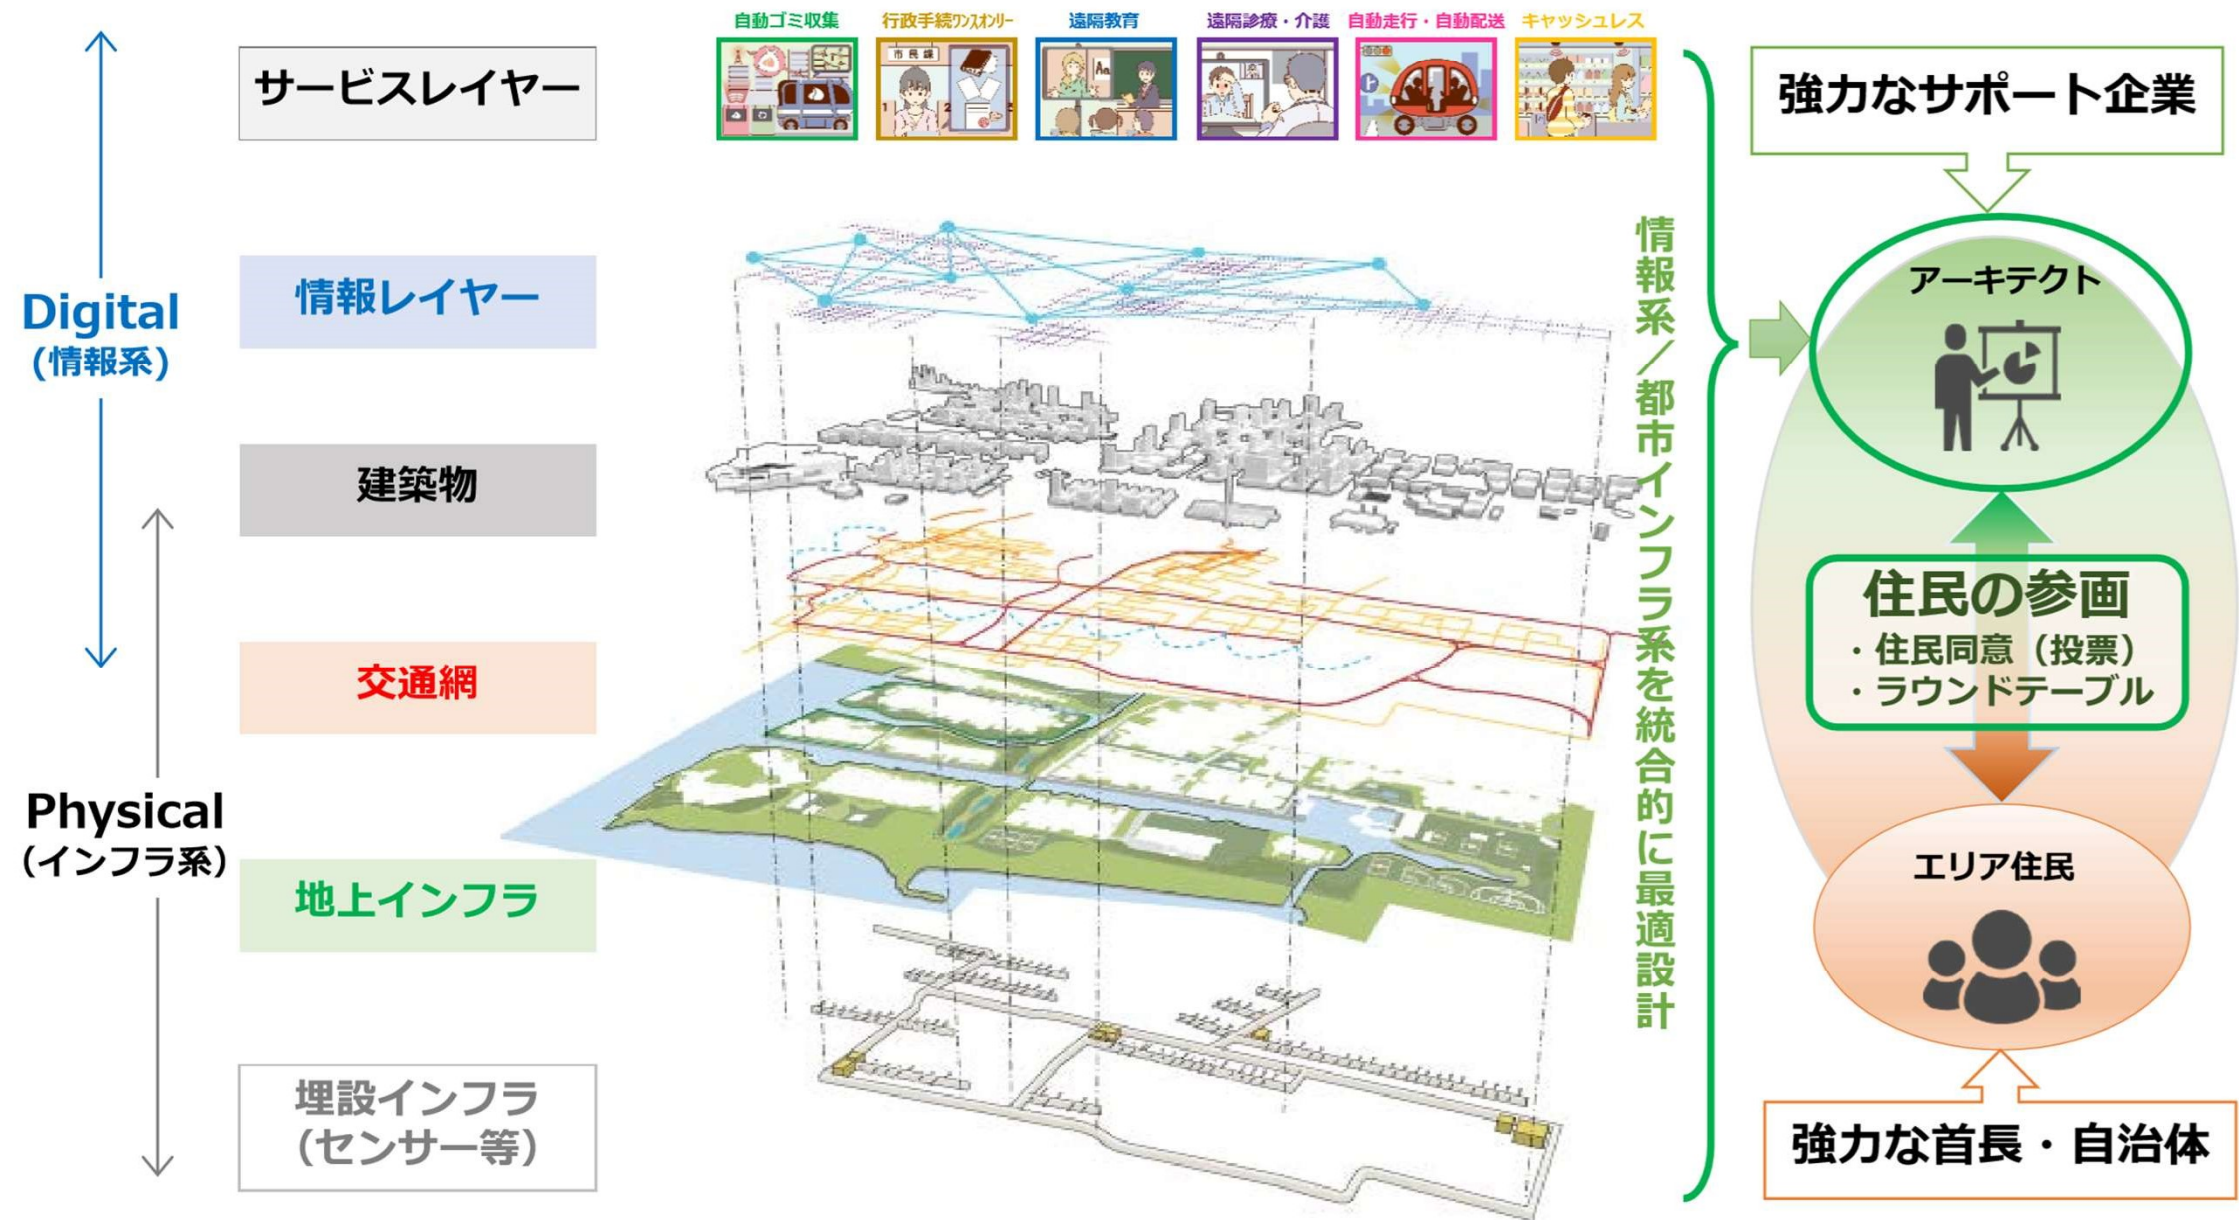 自動ゴミ収集
行政手続ワンスオンリー
遠隔教育
遠隔診療・介護
自動走行・自動配送
キャッシュレス
市民課
サービスレイヤー
情報レイヤー
Digital
(情報系)
建築物
交通網
Physical
(インフラ系)
地上インフラ
埋設インフラ
(センサー等)
情報系／都市インフラ系を統合的に最適設計
強力なサポート企業
アーキテクト
住民の参画
・住民同意（投票）
・ラウンドテーブル
エリア住民
強力な首長・自治体